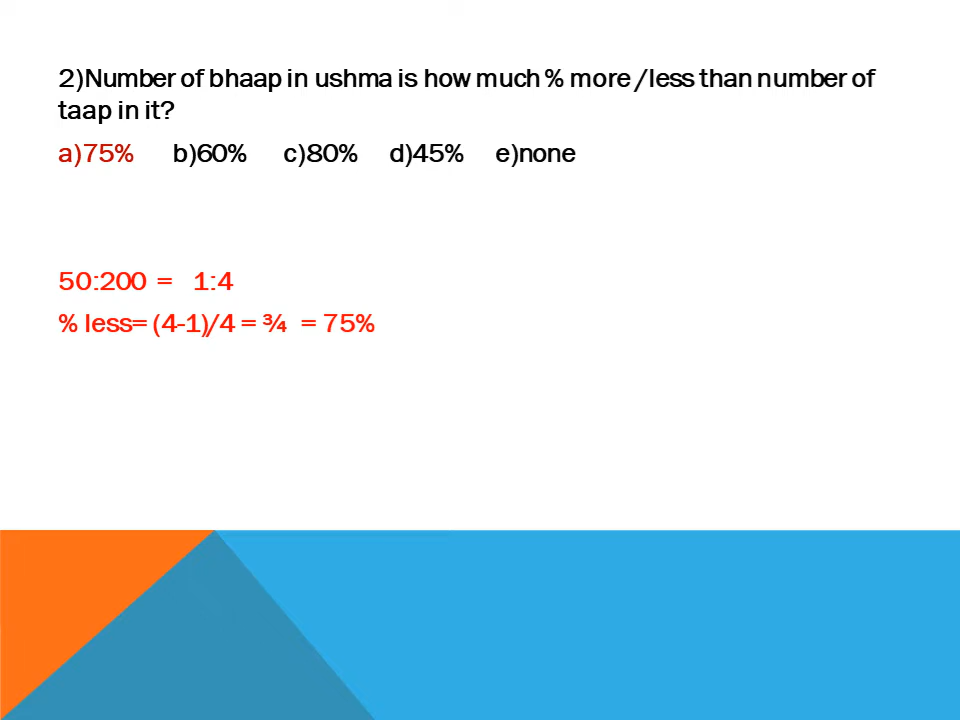 2)Number of bhaap in ushma is how much % more /less than number of
taap in it?
a)75% b)60% c)80% d)45% e)none
50:200 = 1:4
% less= (4-1)/4 = ¾ = 75%